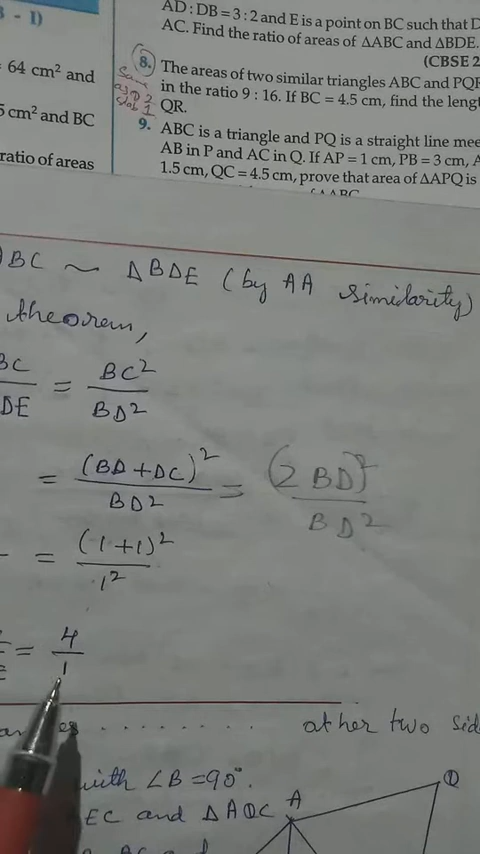 3 - D)
= 64 cm² and
5 cm² and BC
ratio of areas
AD : DB = 3 : 2 and E is a point on BC such that D
AC. Find the ratio of areas of ΔABC and ΔBDE.
(CBSE 2
8. The areas of two similar triangles ABC and PQR
in the ratio 9 : 16. If BC = 4.5 cm, find the lengt
QR.
Same
9. ABC is a triangle and PQ is a straight line mee
AB in P and AC in Q. If AP = 1 cm, PB = 3 cm, A
1.5 cm, QC = 4.5 cm, prove that area of ΔAPQ is
BC ~ ΔBDE (by AA similarity)
theorem,
BC/DE = BC²/BD²
= (BD+DC)²/BD² = (2BD)²/BD²
= (1+1)²/1²
= 4/1
. . . . . . . . other two sid
with ∠B = 90°.
EC and ΔAQC
A
Q